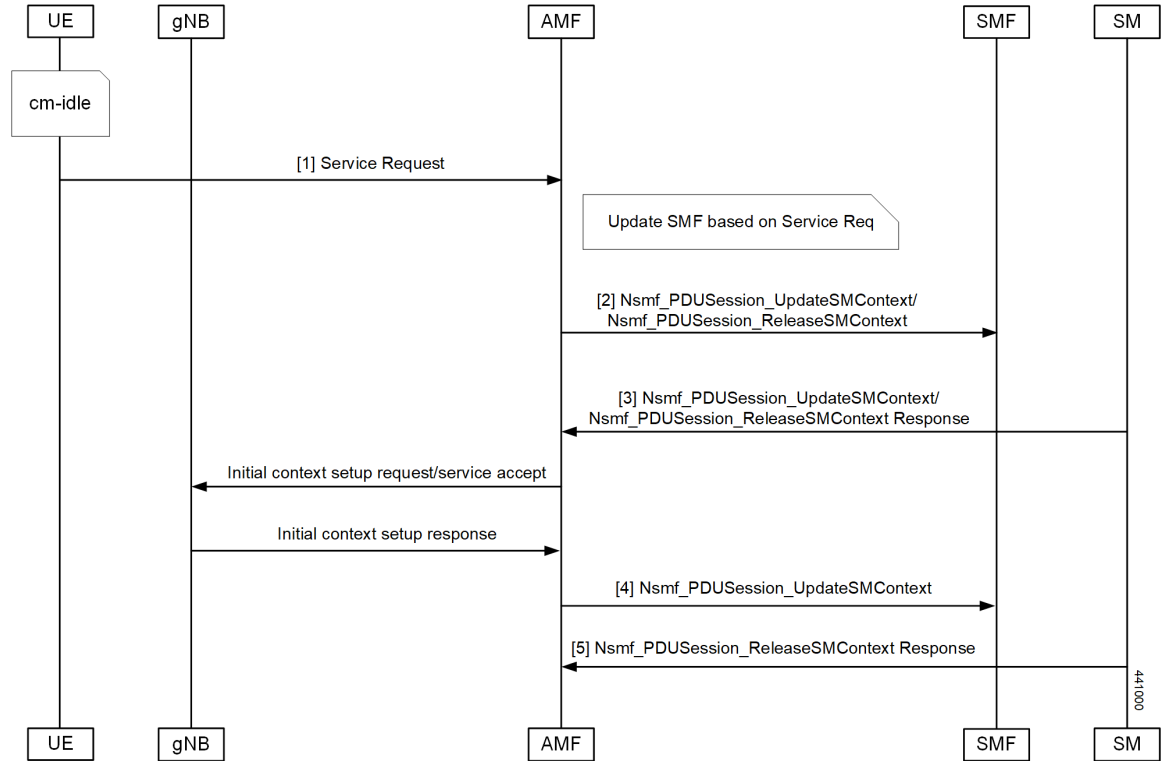 UE
gNB
AMF
SMF
SM
cm-idle
[1] Service Request
Update SMF based on Service Req
[2] Nsmf_PDUSession_UpdateSMContext/
Nsmf_PDUSession_ReleaseSMContext
[3] Nsmf_PDUSession_UpdateSMContext/
Nsmf_PDUSession_ReleaseSMContext Response
Initial context setup request/service accept
Initial context setup response
[4] Nsmf_PDUSession_UpdateSMContext
[5] Nsmf_PDUSession_ReleaseSMContext Response
441000
UE
gNB
AMF
SMF
SM